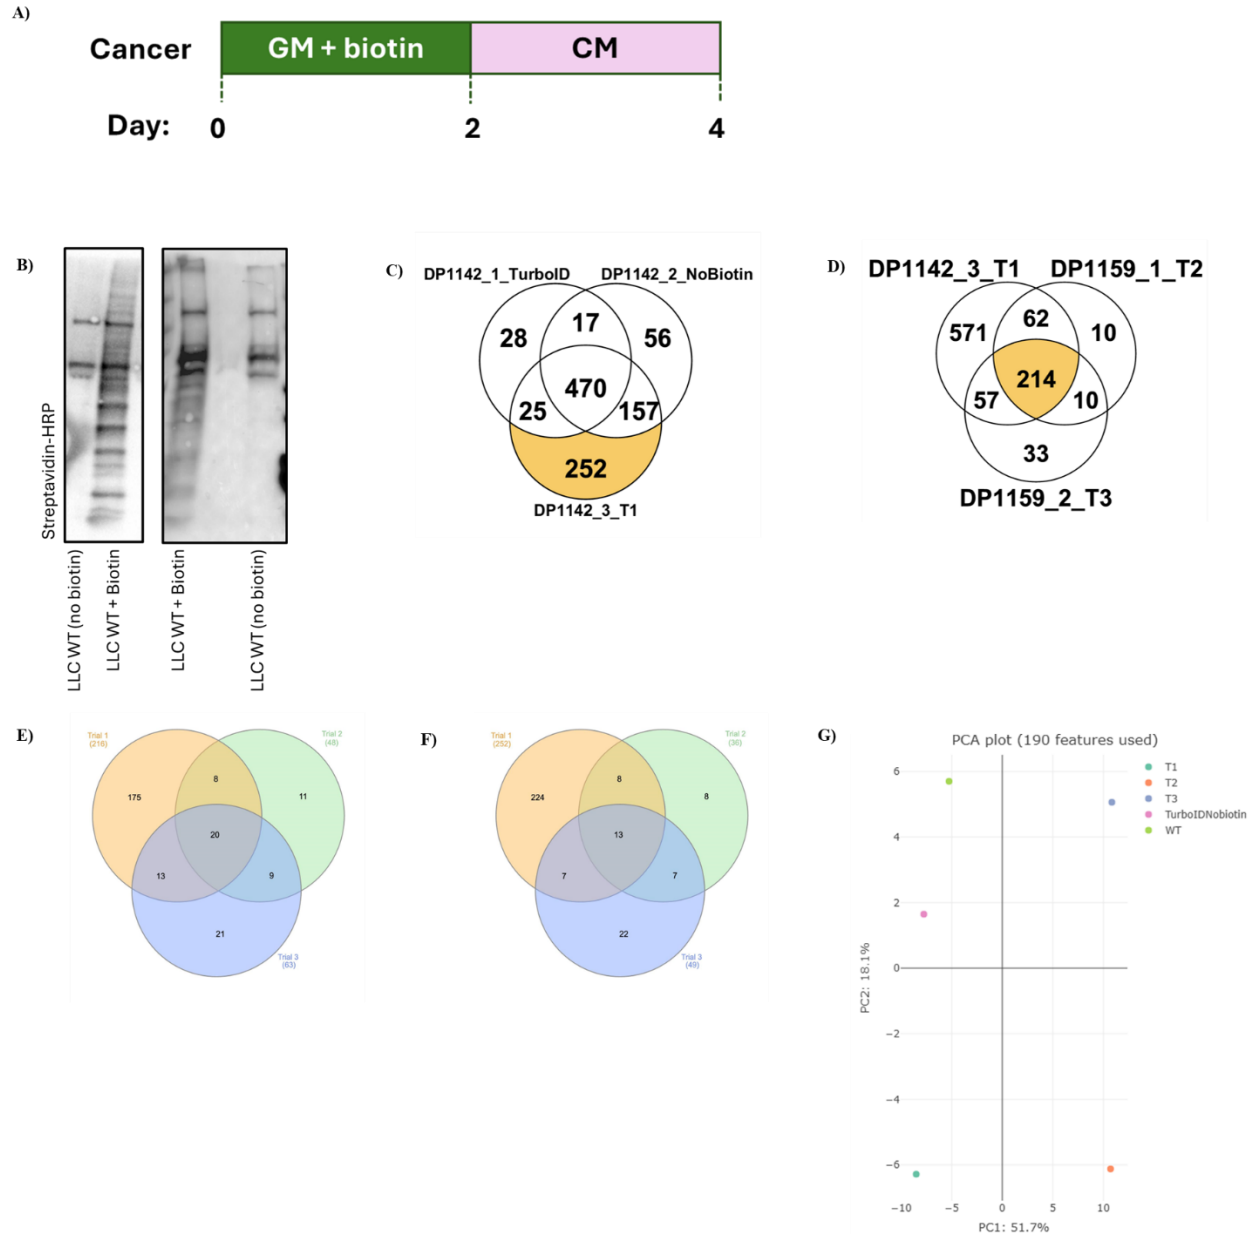 A)
Cancer
GM + biotin
CM
Day:
0
2
4
B)
Streptavidin-HRP
LLC WT (no biotin)
LLC WT + Biotin
LLC WT + Biotin
LLC WT (no biotin)
C)
DP1142_1_TurboID
DP1142_2_NoBiotin
28
17
56
470
25
157
252
DP1142_3_T1
D)
DP1142_3_T1
DP1159_1_T2
571
62
10
214
57
10
33
DP1159_2_T3
E)
Trial 1
(216)
Trial 2
(48)
8
175
11
20
13
9
21
Trial 3
(63)
F)
Trial 1
(252)
Trial 2
(36)
8
224
8
13
7
7
22
Trial 3
(49)
G)
PCA plot (190 features used)
T1
T2
T3
TurboIDNobiotin
WT
6
4
2
0
−2
−4
−6
PC2: 18.1%
−10
−5
0
5
10
PC1: 51.7%